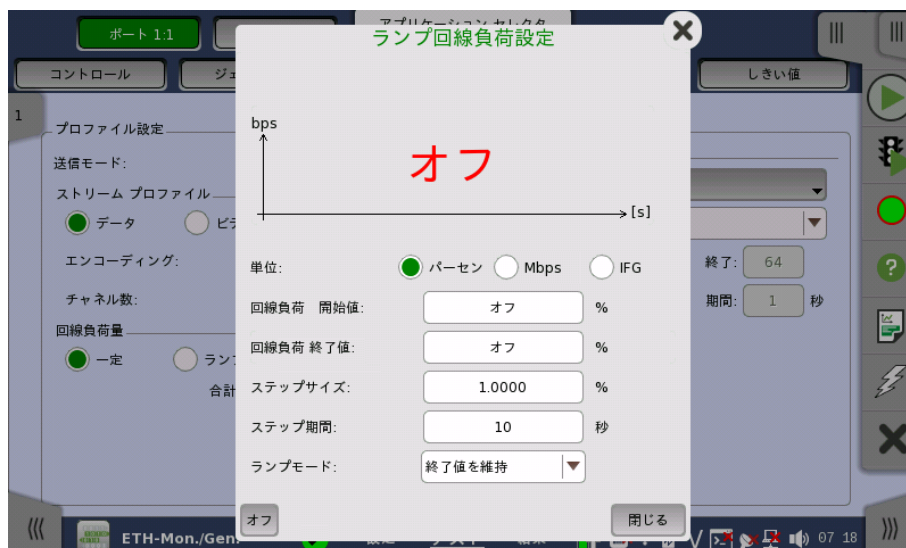 ポート 1:1
アプリケーション セレクタ
コントロール
しきい値
1
プロファイル設定
送信モード:
ストリーム プロファイル
データ
エンコーディング:
チャネル数:
回線負荷量
一定
合計
終了: 64
期間: 1 秒
ランプ回線負荷設定
bps
オフ
[s]
単位:
パーセン
Mbps
IFG
回線負荷 開始値: オフ %
回線負荷 終了値: オフ %
ステップサイズ: 1.0000 %
ステップ期間: 10 秒
ランプモード: 終了値を維持
オフ
閉じる
ETH-Mon./Gen.
07 18